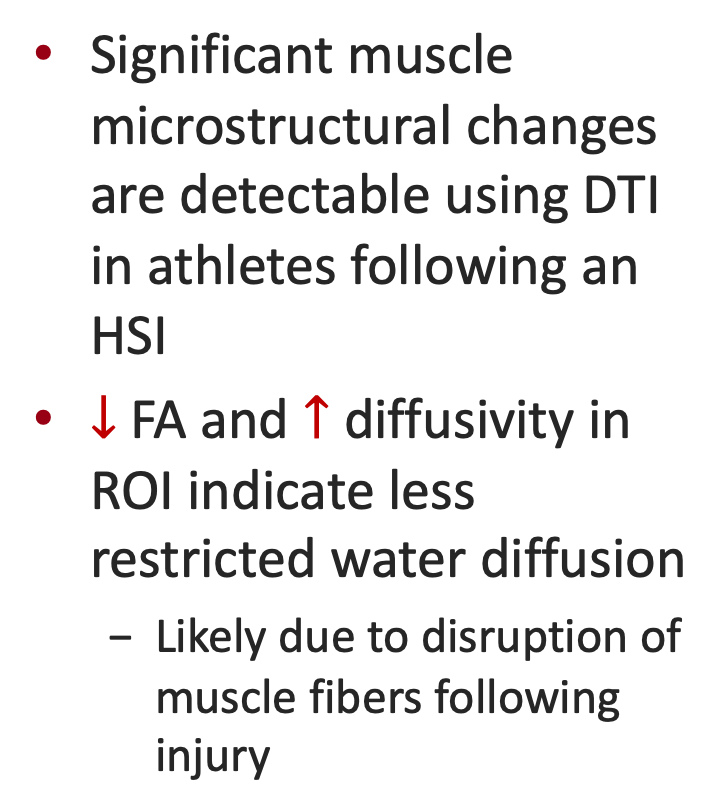 • Significant muscle
microstructural changes
are detectable using DTI
in athletes following an
HSI
• ↓ FA and ↑ diffusivity in
ROI indicate less
restricted water diffusion
– Likely due to disruption of
muscle fibers following
injury